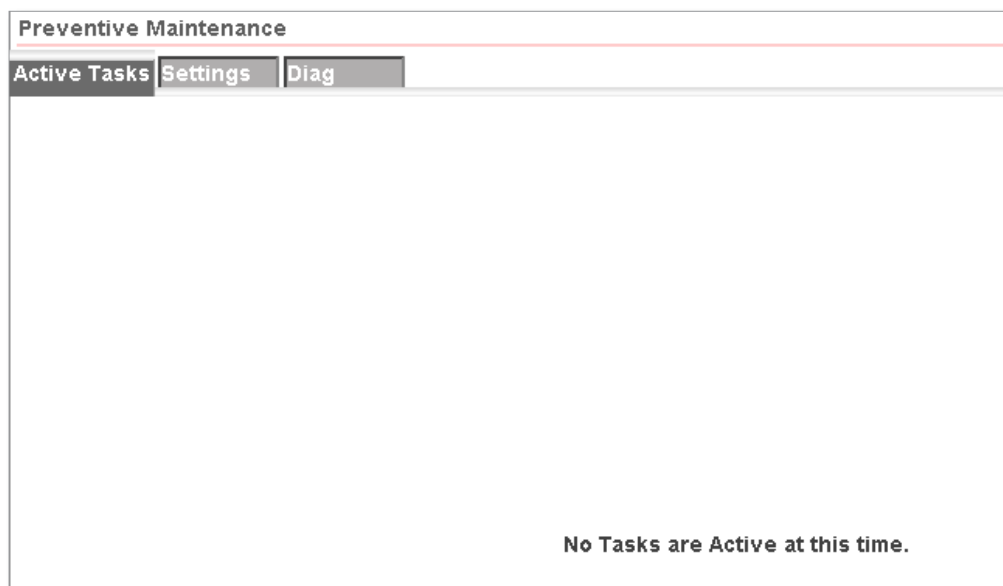 Preventive Maintenance
Active Tasks Settings Diag
No Tasks are Active at this time.